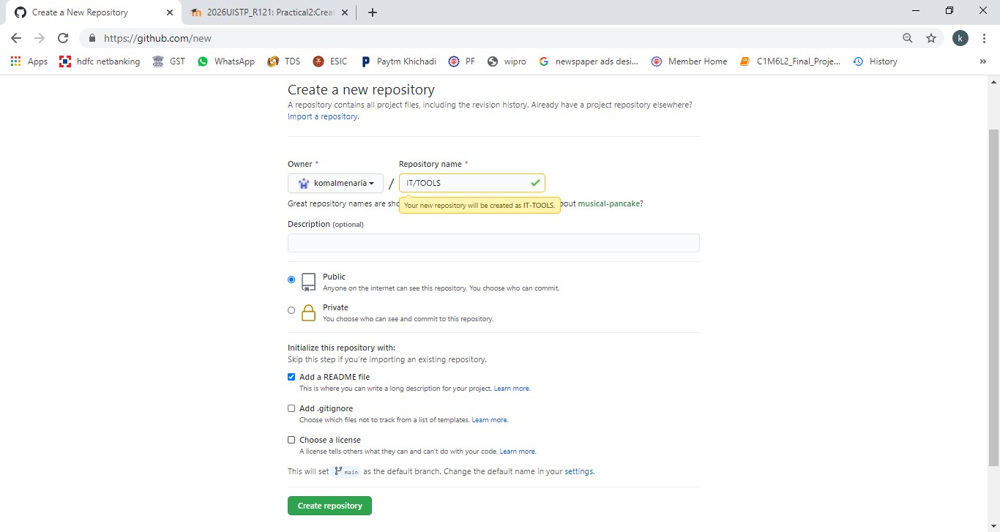 Create a New Repository
2026UISTP_R121: Practical2:Creat
https://github.com/new
k
Apps hdfc netbanking GST WhatsApp TDS ESIC Paytm Khichadi PF wipro newspaper ads desi... Member Home C1M6L2_Final_Proje... History »
Create a new repository
A repository contains all project files, including the revision history. Already have a project repository elsewhere?
Import a repository.
Owner * Repository name *
komalmenaria / IT/TOOLS
Great repository names are sho
Your new repository will be created as IT-TOOLS.
bout musical-pancake?
Description (optional)
Public
Anyone on the internet can see this repository. You choose who can commit.
Private
You choose who can see and commit to this repository.
Initialize this repository with:
Skip this step if you're importing an existing repository.
Add a README file
This is where you can write a long description for your project. Learn more.
Add .gitignore
Choose which files not to track from a list of templates. Learn more.
Choose a license
A license tells others what they can and can't do with your code. Learn more.
This will set main as the default branch. Change the default name in your settings.
Create repository